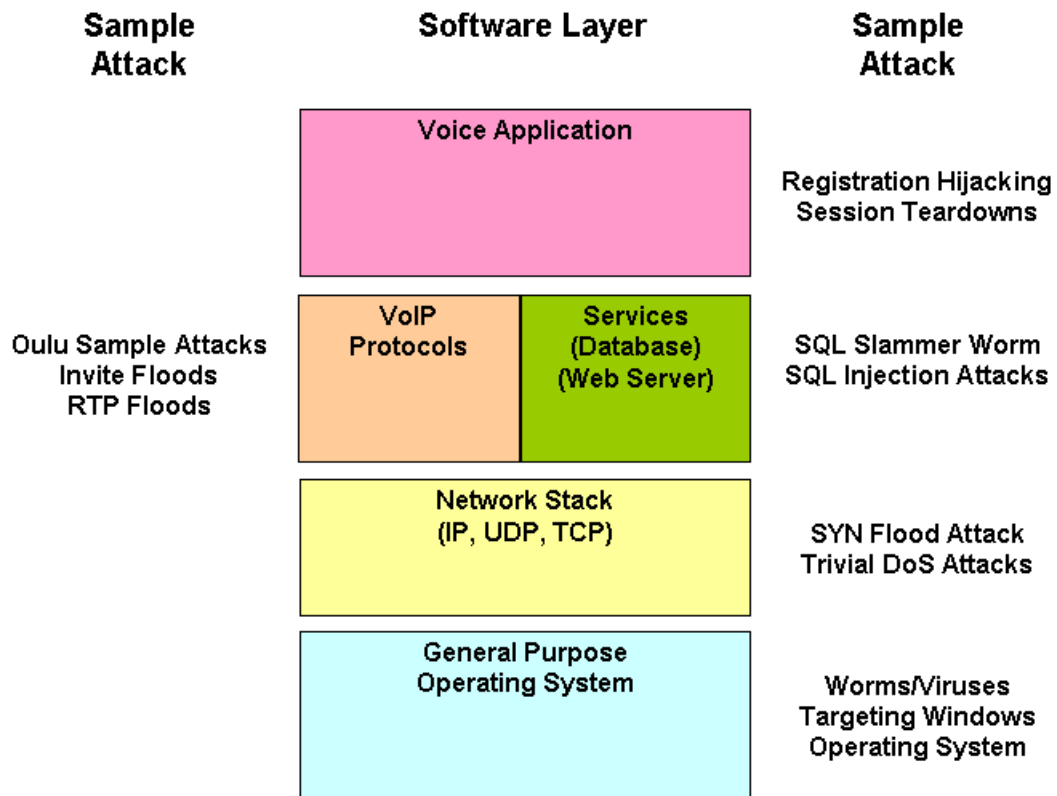 Sample
Attack
Software Layer
Sample
Attack
Voice Application
Registration Hijacking
Session Teardowns
Oulu Sample Attacks
Invite Floods
RTP Floods
VoIP
Protocols
Services
(Database)
(Web Server)
SQL Slammer Worm
SQL Injection Attacks
Network Stack
(IP, UDP, TCP)
SYN Flood Attack
Trivial DoS Attacks
General Purpose
Operating System
Worms/Viruses
Targeting Windows
Operating System